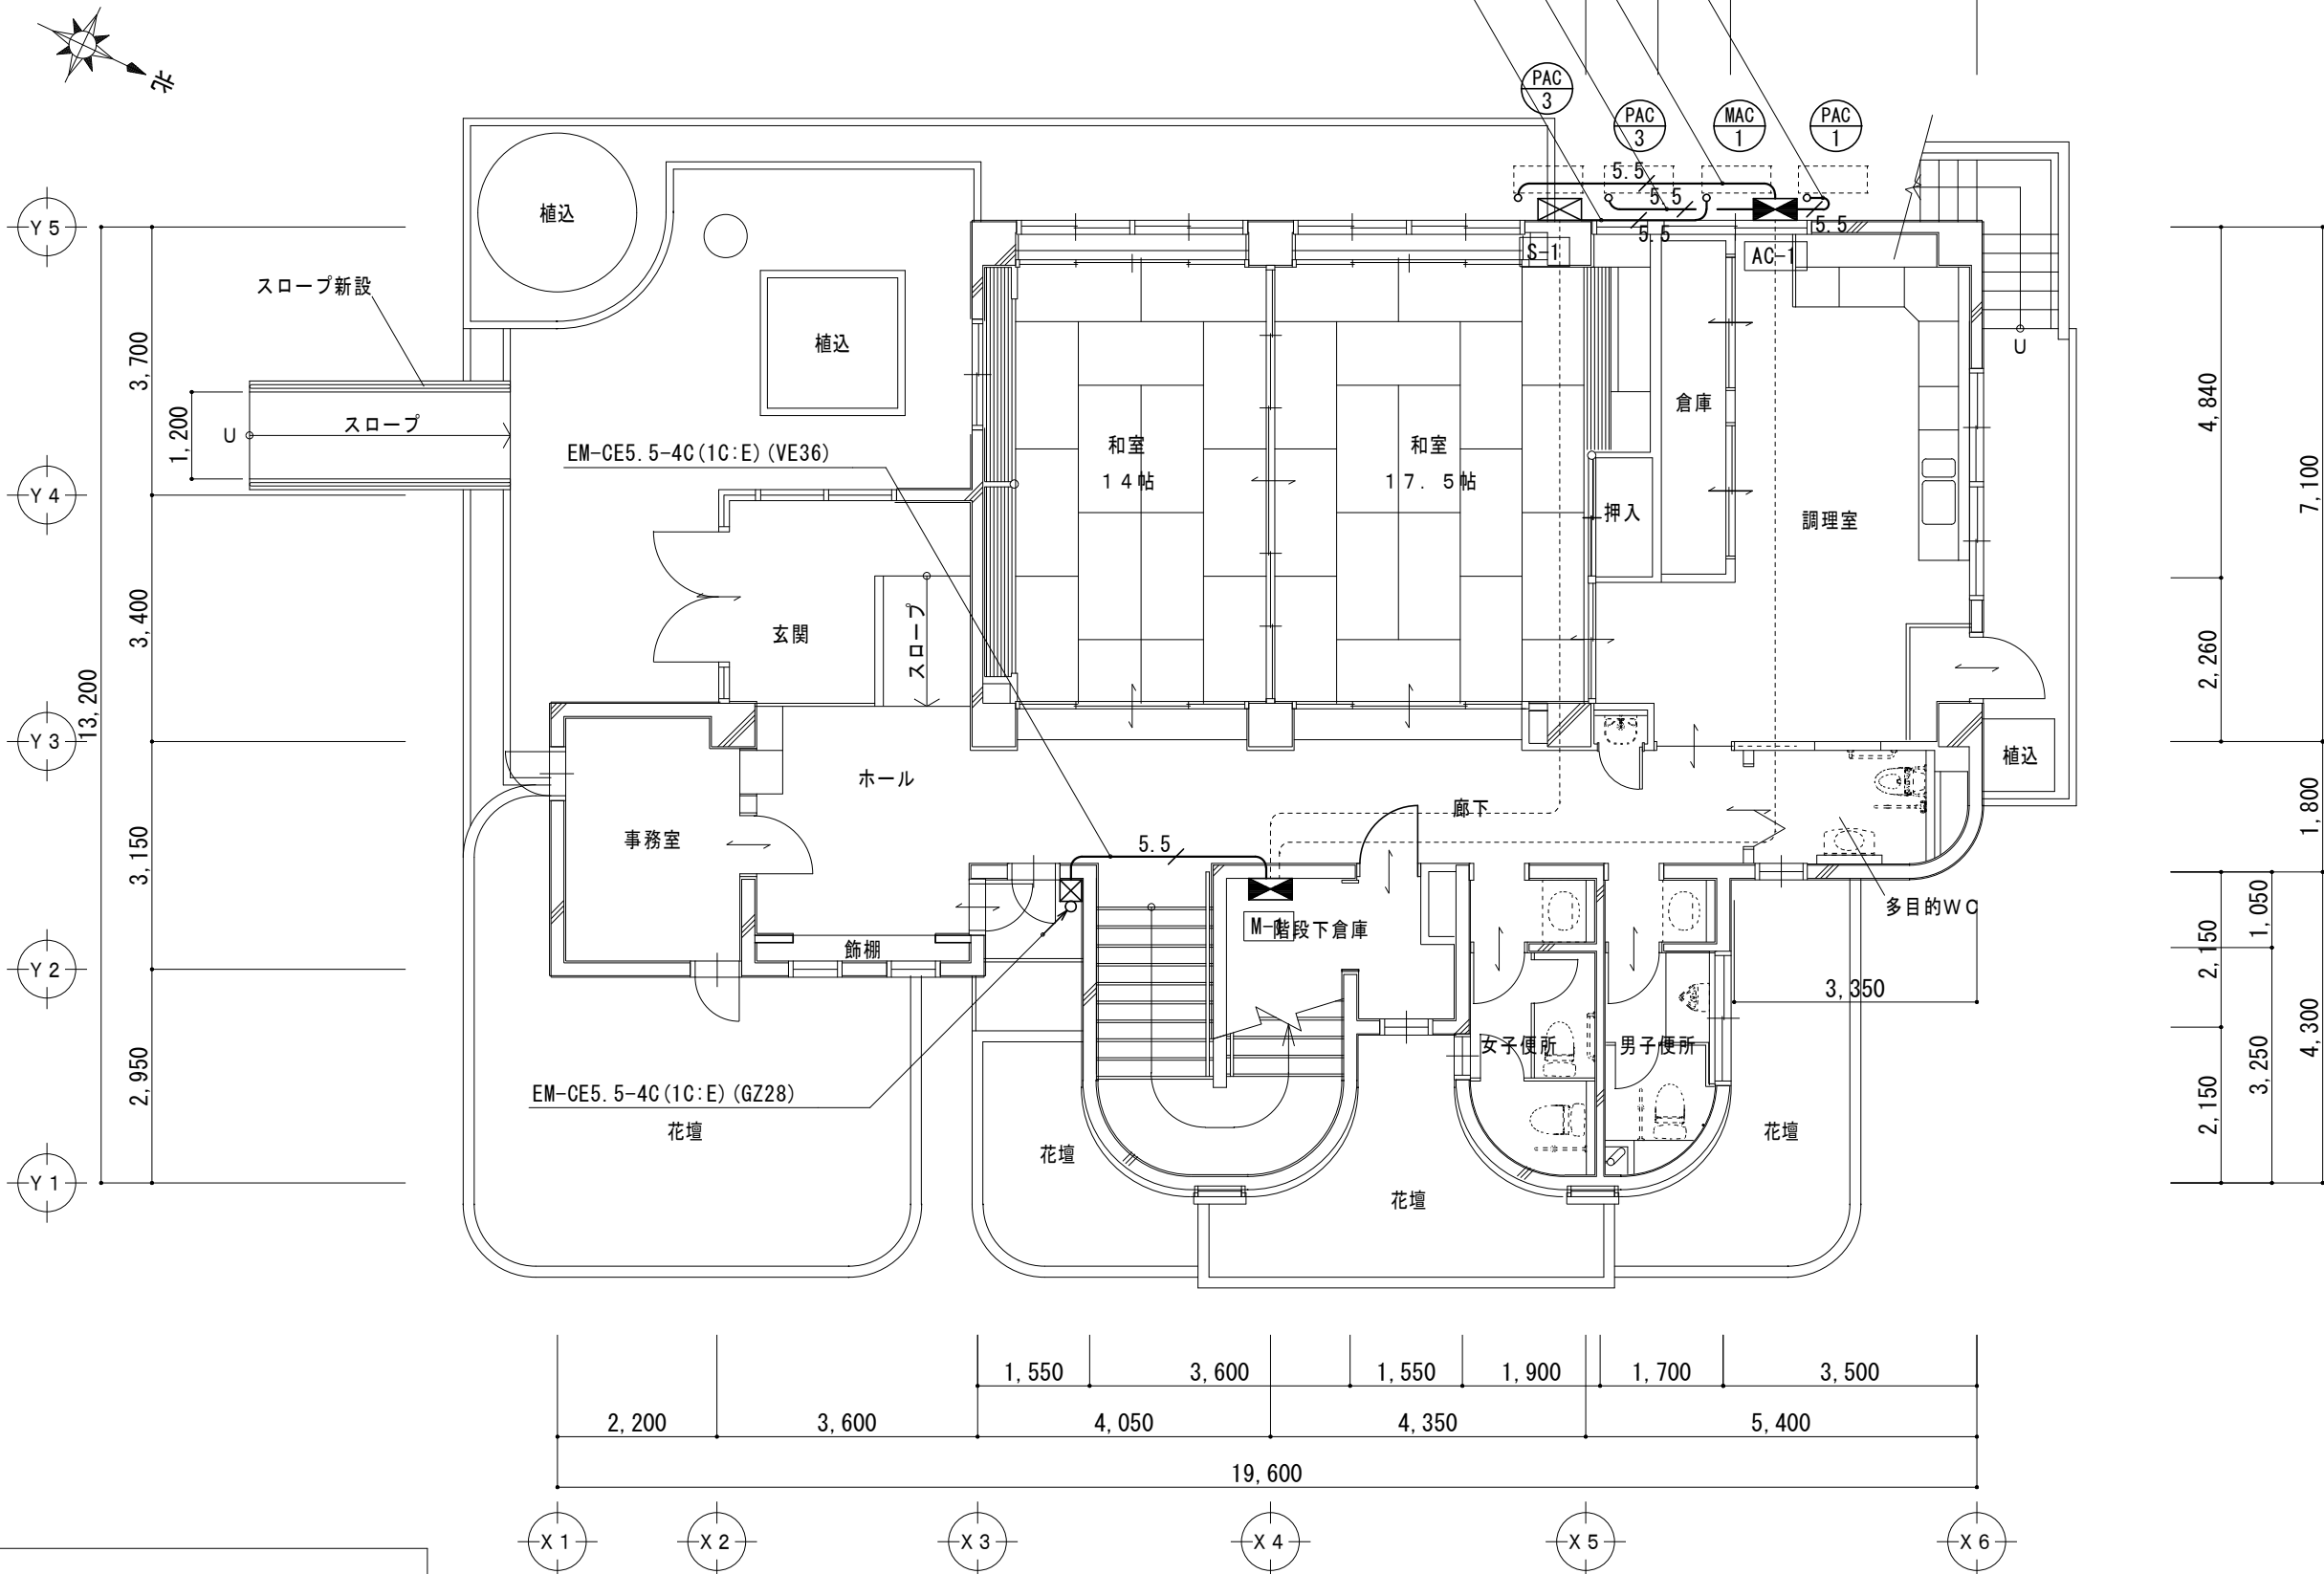 北
PAC
3
PAC
3
MAC
1
PAC
1
5.5
5.5
5.5
5.5
S-1
AC-1
Y5
Y4
Y3
Y2
Y1
3,700
3,400
3,150
2,950
13,200
1,200
スロープ新設
U
スロープ
植込
植込
EM-CE5.5-4C(1C:E)(VE36)
和室
14帖
和室
17.5帖
倉庫
押入
調理室
U
玄関
スロープ
ホール
事務室
飾棚
廊下
5.5
M-1
階段下倉庫
植込
多目的WC
3,350
女子便所
男子便所
EM-CE5.5-4C(1C:E)(GZ28)
花壇
花壇
花壇
花壇
4,840
2,260
7,100
1,800
2,150
2,150
1,050
3,250
4,300
1,550
3,600
1,550
1,900
1,700
3,500
2,200
3,600
4,050
4,350
5,400
19,600
X1
X2
X3
X4
X5
X6